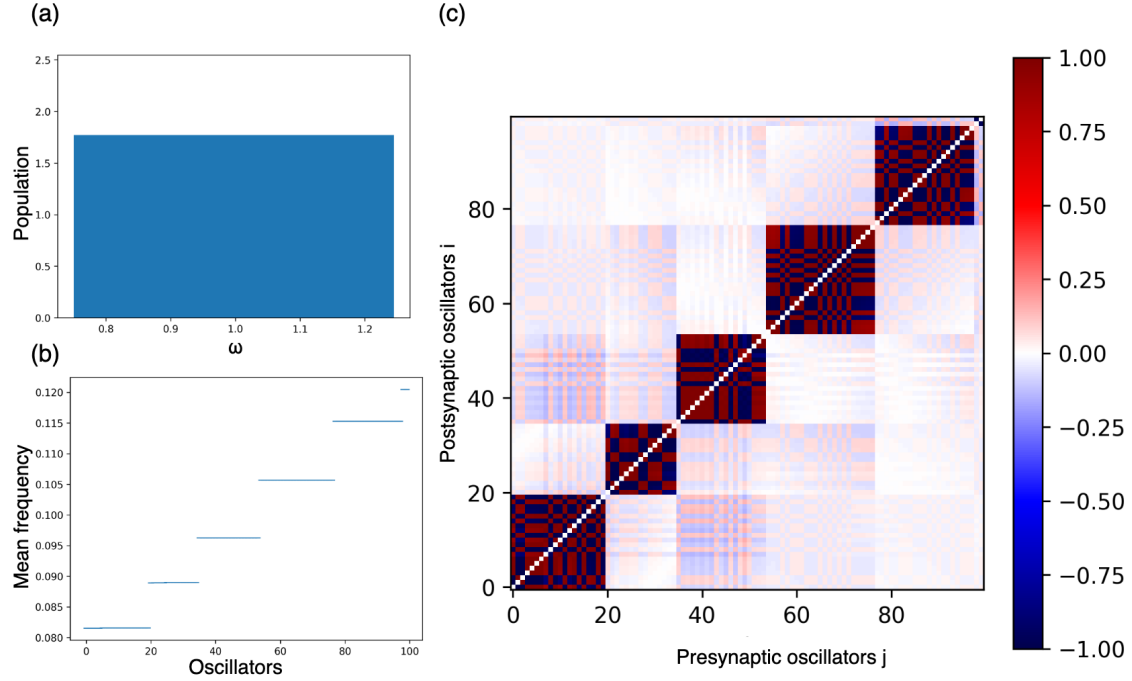 (a)
2.5
2.0
1.5
1.0
0.5
0.0
Population
0.8 0.9 1.0 1.1 1.2
ω
(b)
0.120
0.115
0.110
0.105
0.100
0.095
0.090
0.085
0.080
Mean frequency
0 20 40 60 80 100
Oscillators
(c)
80
60
40
20
0
Postsynaptic oscillators i
0 20 40 60 80
Presynaptic oscillators j
1.00
0.75
0.50
0.25
0.00
−0.25
−0.50
−0.75
−1.00